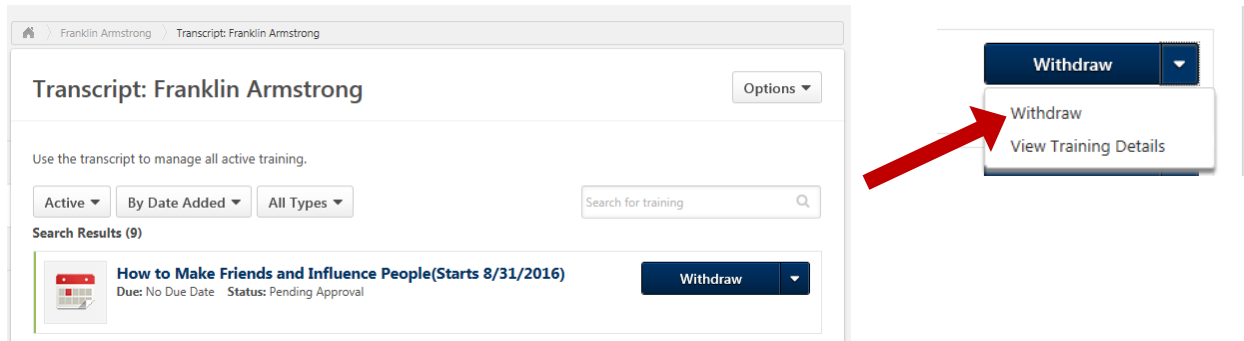 Franklin Armstrong Transcript: Franklin Armstrong
Transcript: Franklin Armstrong
Options
Use the transcript to manage all active training.
Active By Date Added All Types
Search for training
Search Results (9)
How to Make Friends and Influence People(Starts 8/31/2016)
Due: No Due Date Status: Pending Approval
Withdraw
Withdraw
Withdraw
View Training Details